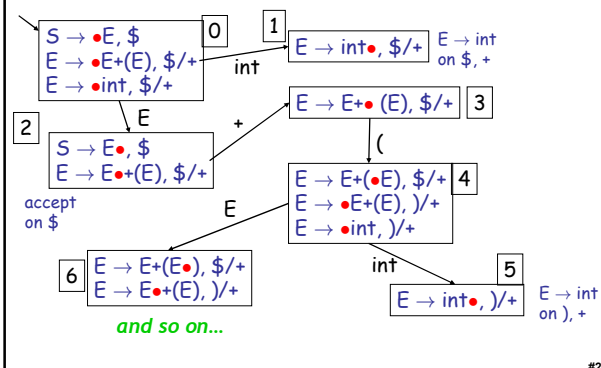 0
S → •E, $
E → •E+(E), $/+
E → •int, $/+
int
1
E → int•, $/+
E → int
on $, +
E
2
S → E•, $
E → E•+(E), $/+
accept
on $
+
E → E+• (E), $/+
3
(
E → E+(•E), $/+
E → •E+(E), )/+
E → •int, )/+
4
E
6
E → E+(E•), $/+
E → E•+(E), )/+
and so on…
int
5
E → int•, )/+
E → int
on ), +
#2